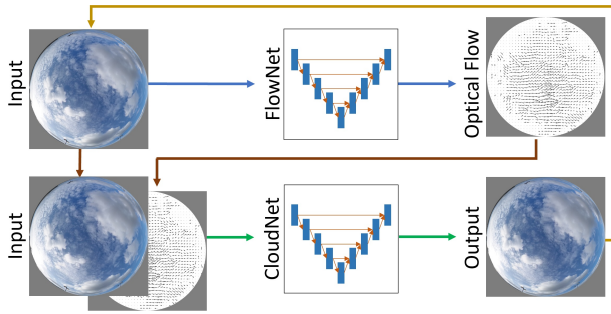 Input
FlowNet
Optical Flow
Input
CloudNet
Output